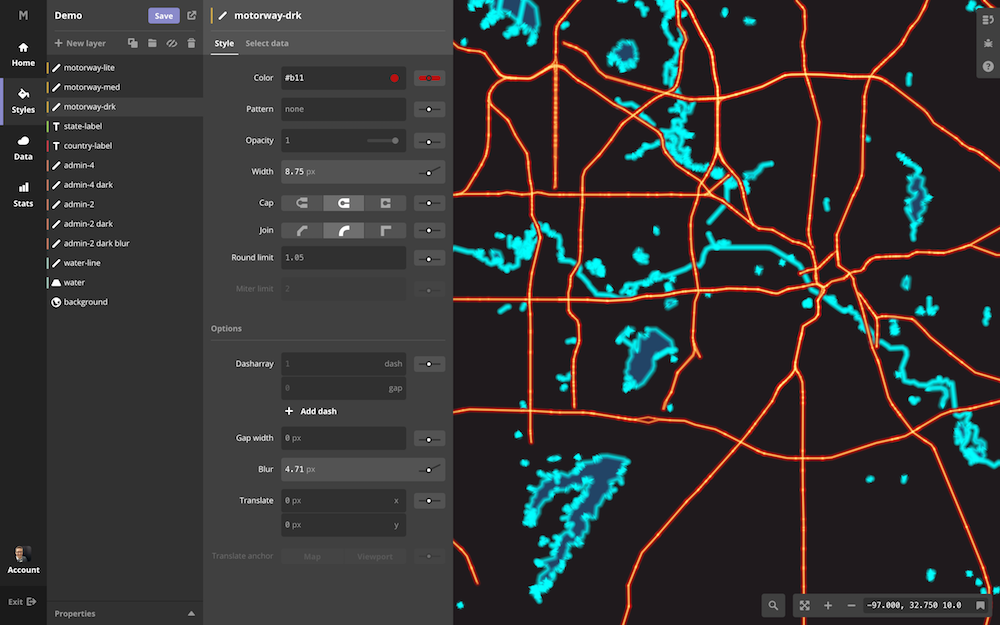 M
Home
Styles
Data
Stats
Account
Exit
Demo
Save
New layer
motorway-lite
motorway-med
motorway-drk
state-label
country-label
admin-4
admin-4 dark
admin-2
admin-2 dark
admin-2 dark blur
water-line
water
background
Properties
motorway-drk
Style Select data
Color #b11
Pattern none
Opacity 1
Width 8.75 px
Cap
Join
Round limit 1.05
Miter limit 2
Options
Dasharray 1 dash
0 gap
+ Add dash
Gap width 0 px
Blur 4.71 px
Translate 0 px x
0 px y
Translate anchor Map Viewport
-97.000, 32.750 10.0